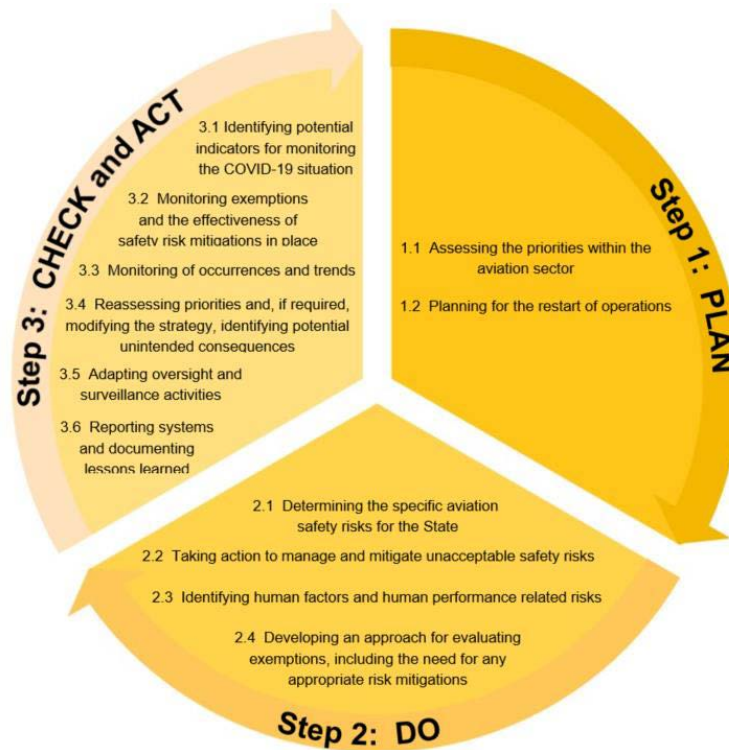 Step 1: PLAN
1.1 Assessing the priorities within the
aviation sector
1.2 Planning for the restart of operations
Step 2: DO
2.1 Determining the specific aviation
safety risks for the State
2.2 Taking action to manage and mitigate unacceptable safety risks
2.3 Identifying human factors and human performance related risks
2.4 Developing an approach for evaluating
exemptions, including the need for any
appropriate risk mitigations
Step 3: CHECK and ACT
3.1 Identifying potential
indicators for monitoring
the COVID-19 situation
3.2 Monitoring exemptions
and the effectiveness of
safety risk mitigations in place
3.3 Monitoring of occurrences and trends
3.4 Reassessing priorities and, if required,
modifying the strategy, identifying potential
unintended consequences
3.5 Adapting oversight and
surveillance activities
3.6 Reporting systems
and documenting
lessons learned